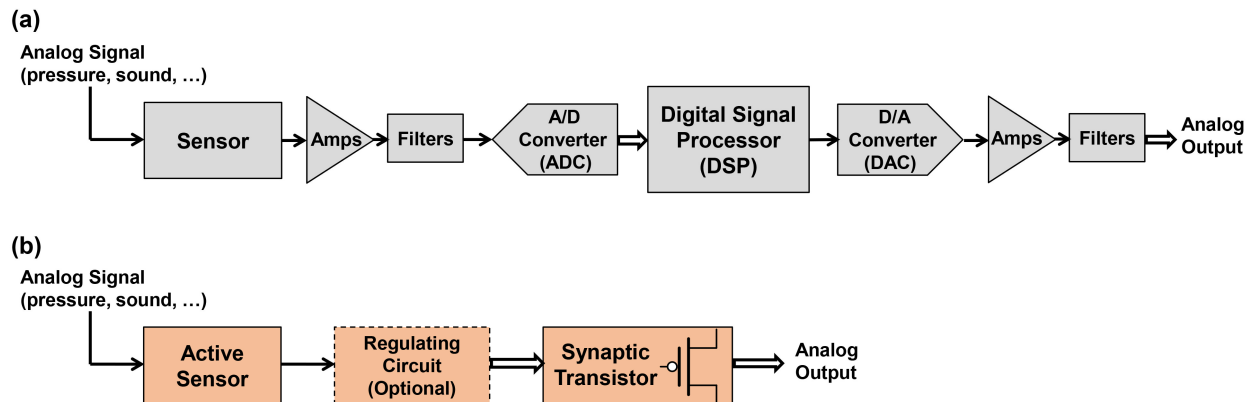 (a)
Analog Signal
(pressure, sound, …)
Sensor
Amps
Filters
A/D
Converter
(ADC)
Digital Signal
Processor
(DSP)
D/A
Converter
(DAC)
Amps
Filters
Analog
Output
(b)
Analog Signal
(pressure, sound, …)
Active
Sensor
Regulating
Circuit
(Optional)
Synaptic
Transistor
Analog
Output